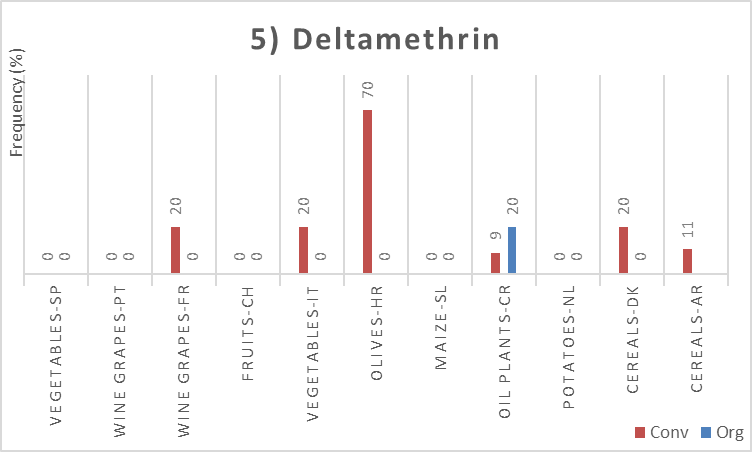 5) Deltamethrin
Frequency (%)
0 0 0 0 20 0 0 0 20 0 70 0 0 0 9 20 0 0 20 0 11
VEGETABLES-SP
WINE GRAPES-PT
WINE GRAPES-FR
FRUITS-CH
VEGETABLES-IT
OLIVES-HR
MAIZE-SL
OIL PLANTS-CR
POTATOES-NL
CEREALS-DK
CEREALS-AR
Conv Org